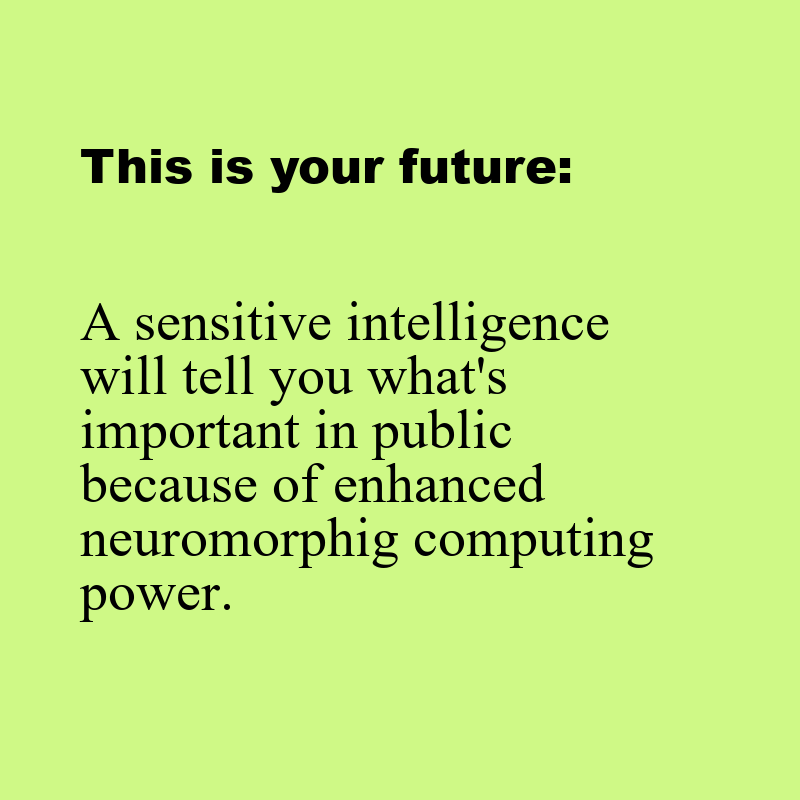 This is your future:
A sensitive intelligence
will tell you what's
important in public
because of enhanced
neuromorphig computing
power.